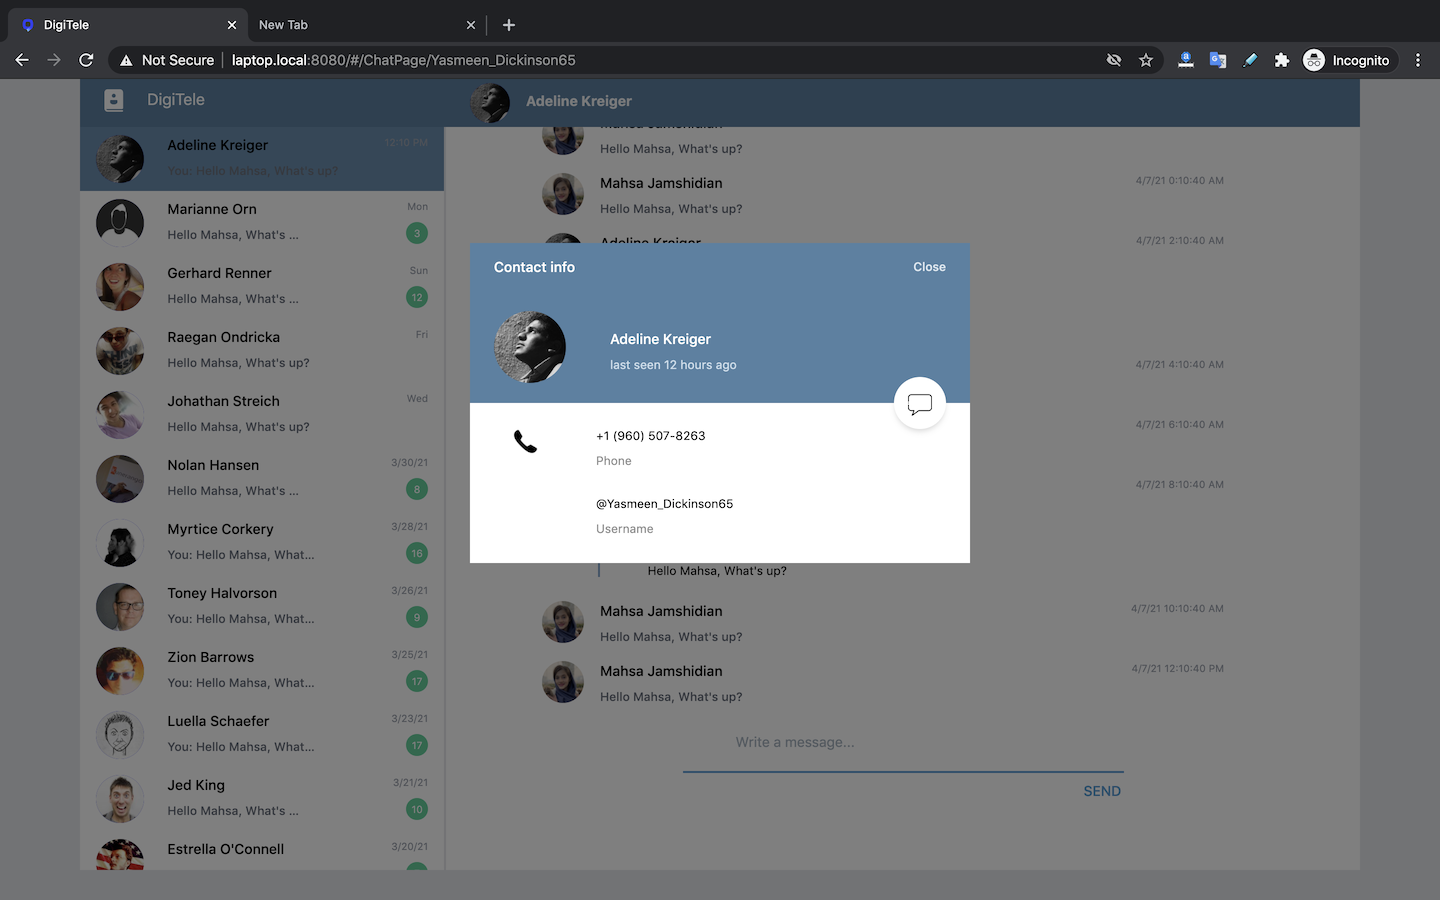 DigiTele
New Tab
Not Secure
laptop.local:8080/#/ChatPage/Yasmeen_Dickinson65
Incognito
DigiTele
Adeline Kreiger
Adeline Kreiger
12:10 PM
You: Hello Mahsa, What's up?
Marianne Orn
Mon
Hello Mahsa, What's ...
3
Gerhard Renner
Sun
Hello Mahsa, What's ...
12
Raegan Ondricka
Fri
Hello Mahsa, What's up?
Johathan Streich
Wed
Hello Mahsa, What's up?
Nolan Hansen
3/30/21
Hello Mahsa, What's ...
8
Myrtice Corkery
3/28/21
You: Hello Mahsa, What...
16
Toney Halvorson
3/26/21
You: Hello Mahsa, What...
9
Zion Barrows
3/25/21
You: Hello Mahsa, What...
17
Luella Schaefer
3/23/21
You: Hello Mahsa, What...
17
Jed King
3/21/21
Hello Mahsa, What's ...
10
Estrella O'Connell
3/20/21
Mahsa Jamshidian
Hello Mahsa, What's up?
Mahsa Jamshidian
4/7/21 0:10:40 AM
Hello Mahsa, What's up?
Adeline Kreiger
4/7/21 2:10:40 AM
Contact info
Close
Adeline Kreiger
last seen 12 hours ago
4/7/21 4:10:40 AM
+1 (960) 507-8263
4/7/21 6:10:40 AM
Phone
4/7/21 8:10:40 AM
@Yasmeen_Dickinson65
Username
Hello Mahsa, What's up?
Mahsa Jamshidian
4/7/21 10:10:40 AM
Hello Mahsa, What's up?
Mahsa Jamshidian
4/7/21 12:10:40 PM
Hello Mahsa, What's up?
Write a message...
SEND